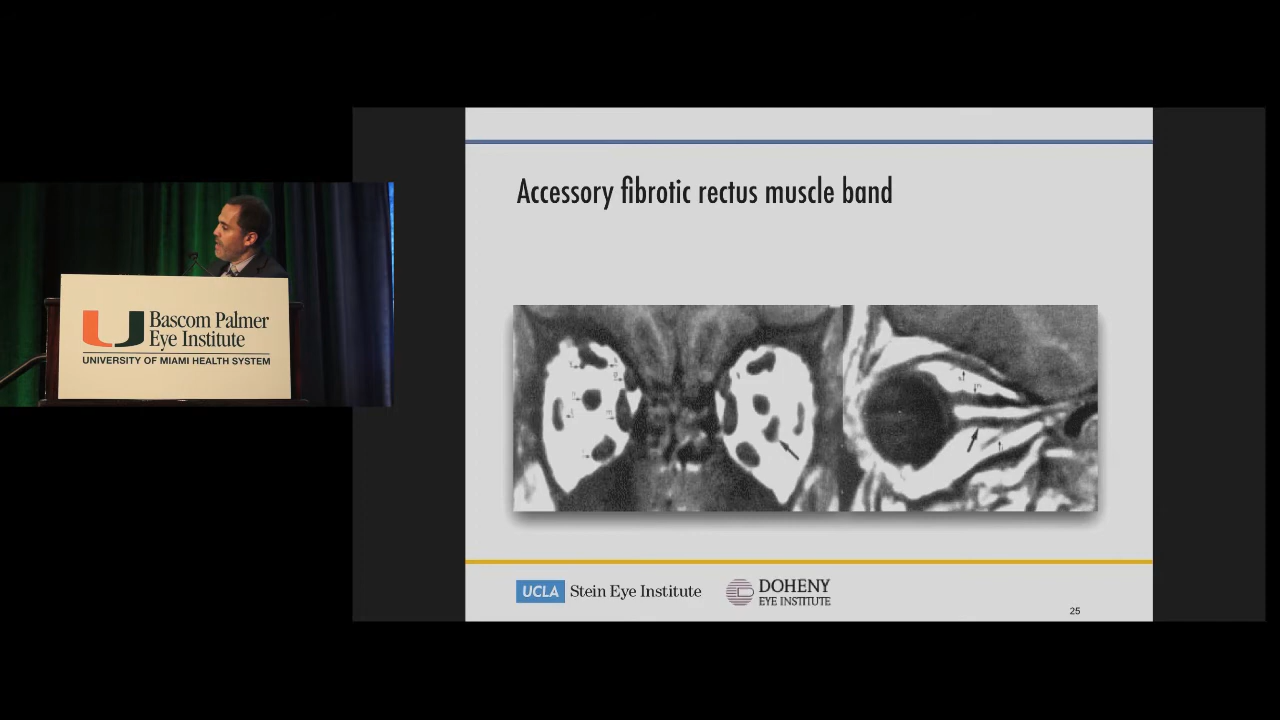 Accessory fibrotic rectus muscle band
U Bascom Palmer
Eye Institute
UNIVERSITY OF MIAMI HEALTH SYSTEM
UCLA Stein Eye Institute
DOHENY
EYE INSTITUTE
25